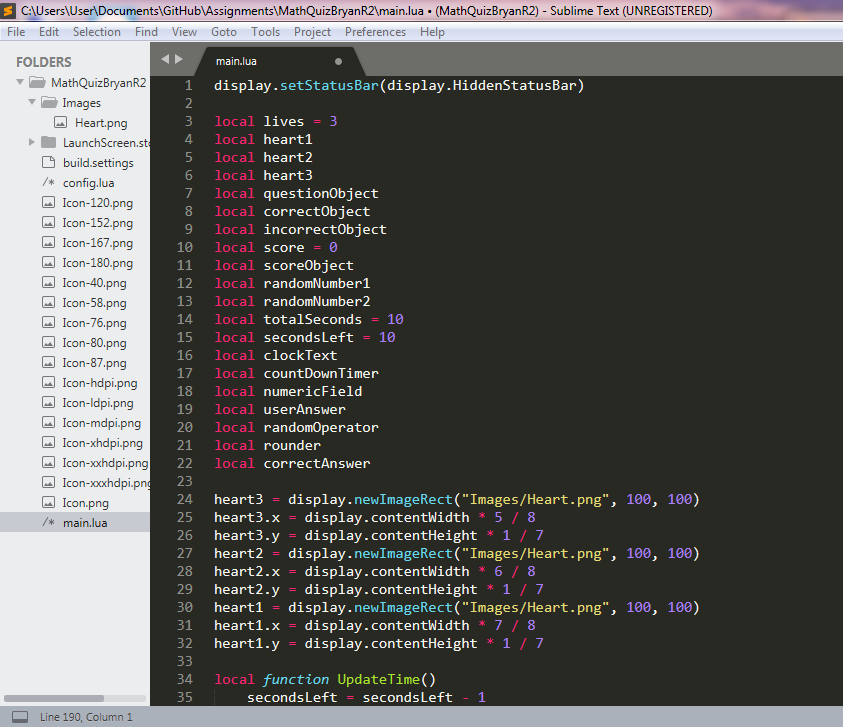 C:\Users\User\Documents\GitHub\Assignments\MathQuizBryanR2\main.lua • (MathQuizBryanR2) - Sublime Text (UNREGISTERED)
File Edit Selection Find View Goto Tools Project Preferences Help
FOLDERS
MathQuizBryanR2
Images
Heart.png
LaunchScreen.sto
build.settings
/* config.lua
Icon-120.png
Icon-152.png
Icon-167.png
Icon-180.png
Icon-40.png
Icon-58.png
Icon-76.png
Icon-80.png
Icon-87.png
Icon-hdpi.png
Icon-ldpi.png
Icon-mdpi.png
Icon-xhdpi.png
Icon-xxhdpi.png
Icon-xxxhdpi.png
Icon.png
/* main.lua
main.lua
1 display.setStatusBar(display.HiddenStatusBar)
2
3 local lives = 3
4 local heart1
5 local heart2
6 local heart3
7 local questionObject
8 local correctObject
9 local incorrectObject
10 local score = 0
11 local scoreObject
12 local randomNumber1
13 local randomNumber2
14 local totalSeconds = 10
15 local secondsLeft = 10
16 local clockText
17 local countDownTimer
18 local numericField
19 local userAnswer
20 local randomOperator
21 local rounder
22 local correctAnswer
23
24 heart3 = display.newImageRect("Images/Heart.png", 100, 100)
25 heart3.x = display.contentWidth * 5 / 8
26 heart3.y = display.contentHeight * 1 / 7
27 heart2 = display.newImageRect("Images/Heart.png", 100, 100)
28 heart2.x = display.contentWidth * 6 / 8
29 heart2.y = display.contentHeight * 1 / 7
30 heart1 = display.newImageRect("Images/Heart.png", 100, 100)
31 heart1.x = display.contentWidth * 7 / 8
32 heart1.y = display.contentHeight * 1 / 7
33
34 local function UpdateTime()
35 secondsLeft = secondsLeft - 1
Line 190, Column 1